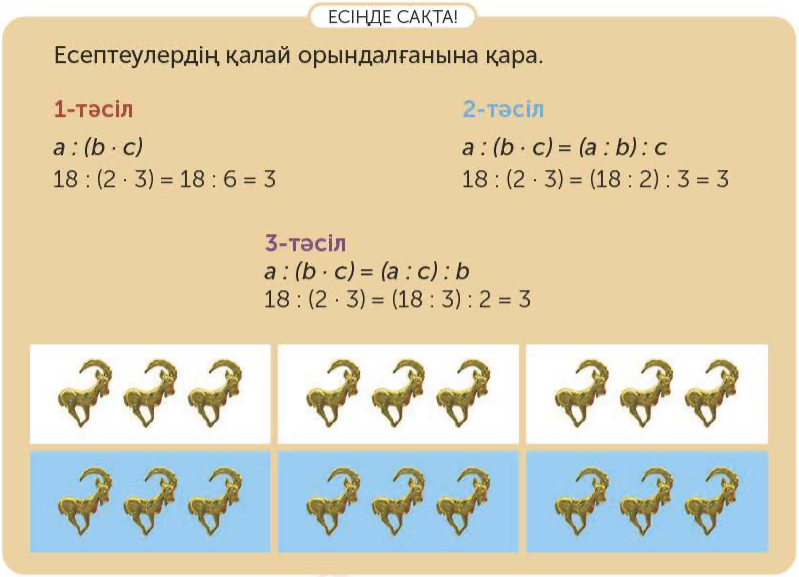 ЕСІҢДЕ САҚТА!
Есептеулердің қалай орындалғанына қара.
1-тәсіл
a : (b · c)
18 : (2 · 3) = 18 : 6 = 3
2-тәсіл
a : (b · c) = (a : b) : c
18 : (2 · 3) = (18 : 2) : 3 = 3
3-тәсіл
a : (b · c) = (a : c) : b
18 : (2 · 3) = (18 : 3) : 2 = 3